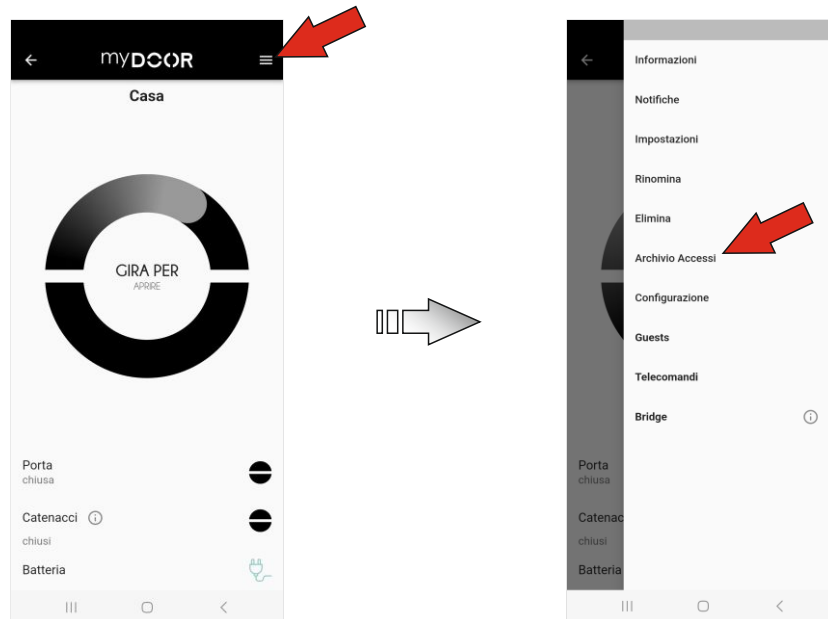 myDOOR
Casa
GIRA PER
APRIRE
Porta
chiusa
Catenacci
chiusi
Batteria
Informazioni
Notifiche
Impostazioni
Rinomina
Elimina
Archivio Accessi
Configurazione
Guests
Telecomandi
Bridge
Porta
chiusa
Catenac
chiusi
Batteria